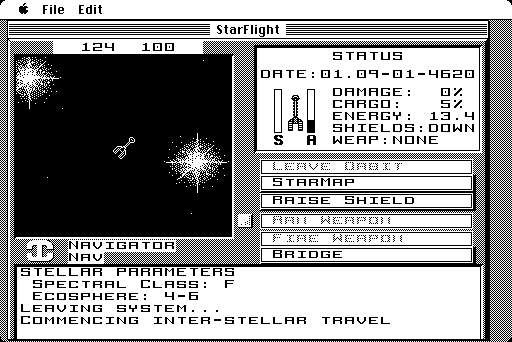 File Edit
StarFlight
124 100
STATUS
DATE:01.09-01-4620
DAMAGE: 0%
CARGO: 5%
ENERGY: 13.4
SHIELDS:DOWN
WEAP:NONE
S A
LEAVE ORBIT
STARMAP
RAISE SHIELD
ARM WEAPON
FIRE WEAPON
BRIDGE
NAVIGATOR
NAV
STELLAR PARAMETERS
SPECTRAL CLASS: F
ECOSPHERE: 4-6
LEAVING SYSTEM...
COMMENCING INTER-STELLAR TRAVEL